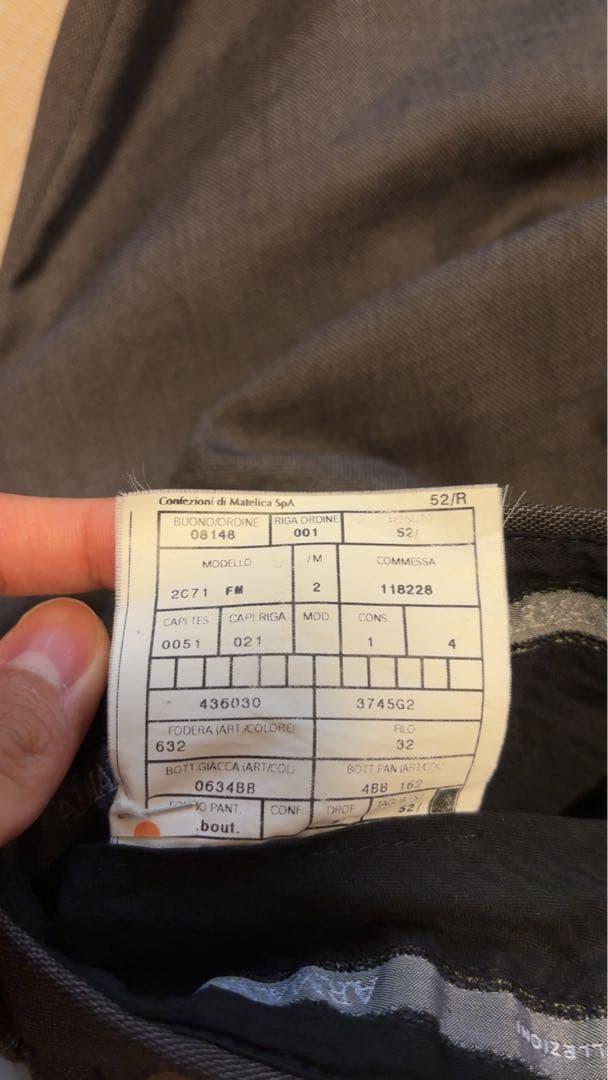 Confezioni di Matelica SpA 52/R
BUONO/ORDINE RIGA ORDINE
08148 001 52/
MODELLO /M COMMESSA
2C71 FM 2 118228
CAPI TES CAPI RIGA MOD. CONS.
0051 021 1 4
436030 3745G2
FODERA (ART./COLORE) FILO
632 32
BOTT.GIACCA (ART/COL) BOTT.PAN (ART/COL
0634BB 4BB 162
PANT. CONF DROP
.bout. 52/